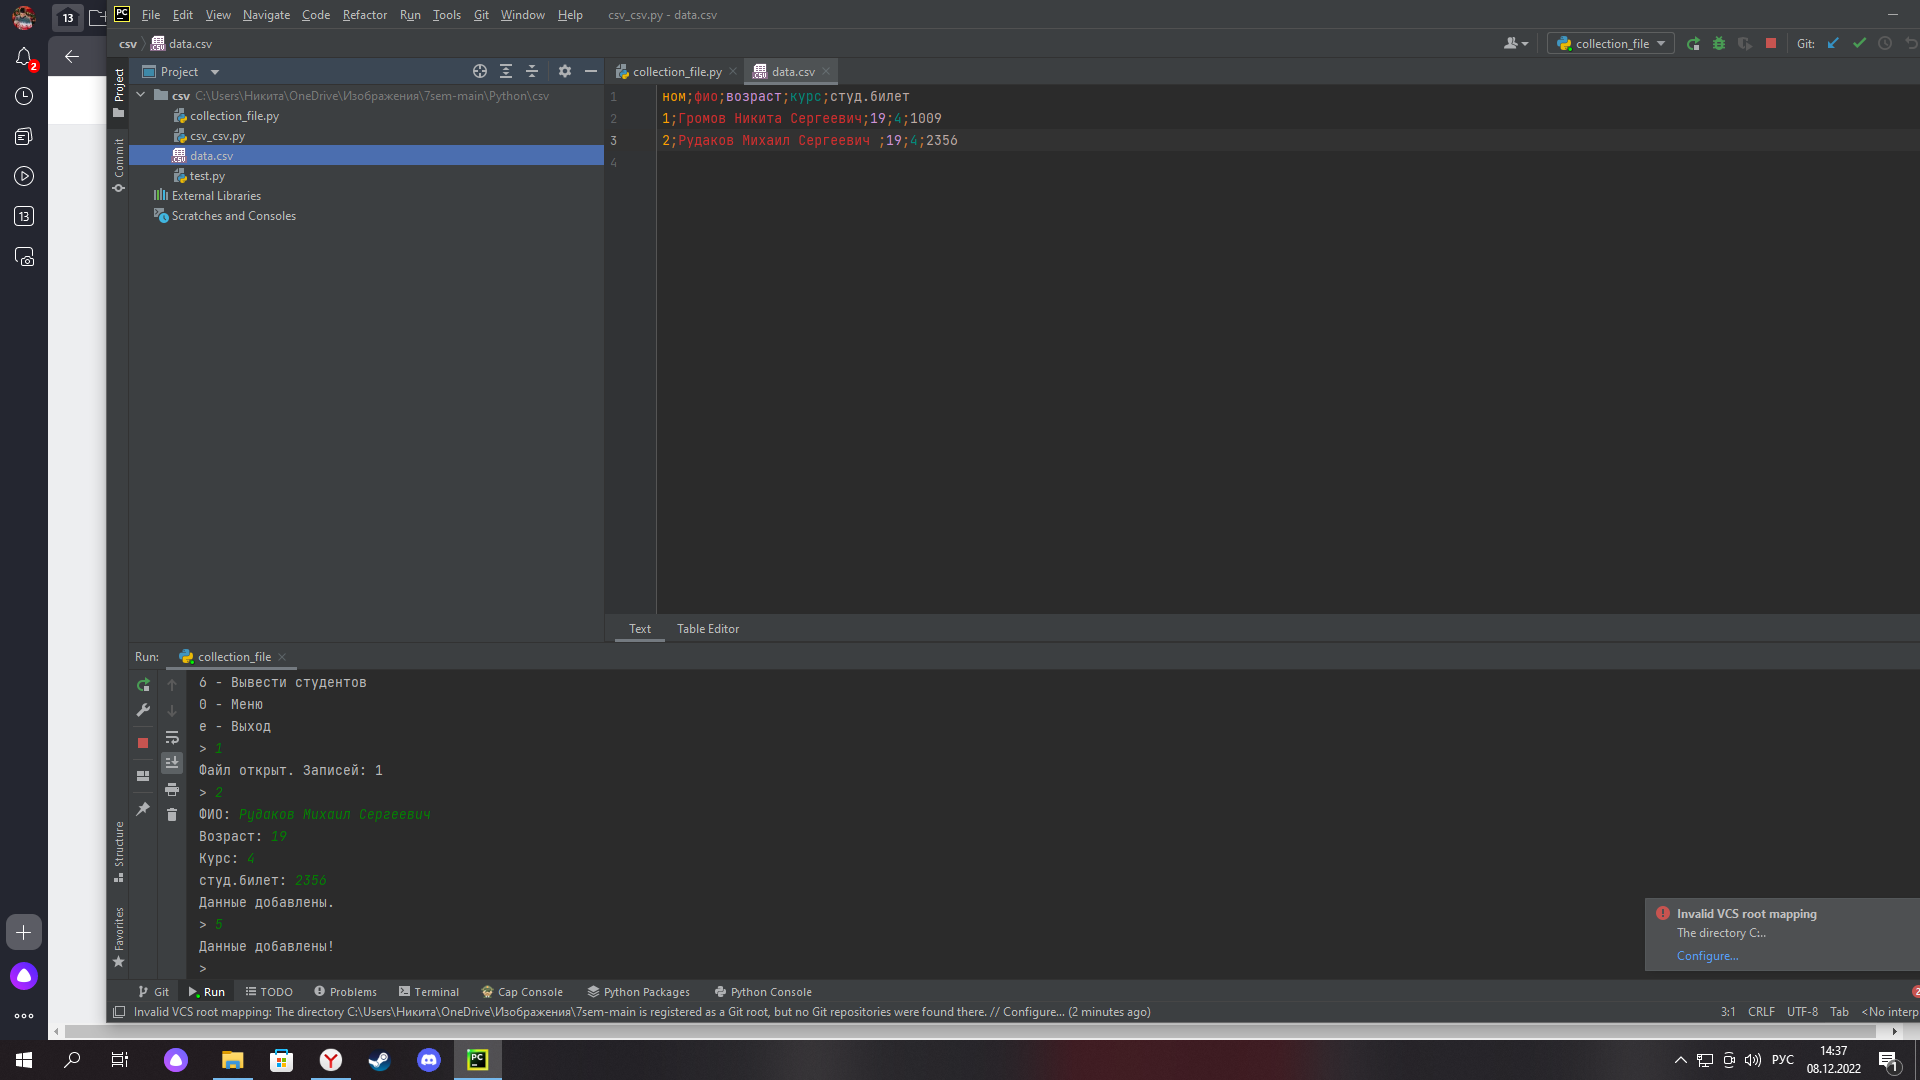 13
File Edit View Navigate Code Refactor Run Tools Git Window Help csv_csv.py - data.csv
csv data.csv
collection_file
Git:
2
Project
Project
collection_file.py
data.csv
csv C:\Users\Никита\OneDrive\Изображения\7sem-main\Python\csv
collection_file.py
csv_csv.py
data.csv
test.py
External Libraries
Scratches and Consoles
Commit
13
1 ном;фио;возраст;курс;студ.билет
2 1;Громов Никита Сергеевич;19;4;1009
3 2;Рудаков Михаил Сергеевич ;19;4;2356
4
Text Table Editor
Run: collection_file
6 - Вывести студентов
0 - Меню
е - Выход
> 1
Файл открыт. Записей: 1
> 2
ФИО: Рудаков Михаил Сергеевич
Возраст: 19
Курс: 4
студ.билет: 2356
Данные добавлены.
> 5
Данные добавлены!
>
Structure
Favorites
Invalid VCS root mapping
The directory C:..
Configure...
Git Run TODO Problems Terminal Cap Console Python Packages Python Console
2
Invalid VCS root mapping: The directory C:\Users\Никита\OneDrive\Изображения\7sem-main is registered as a Git root, but no Git repositories were found there. // Configure... (2 minutes ago)
3:1 CRLF UTF-8 Tab <No interp
РУС
14:37
08.12.2022
1